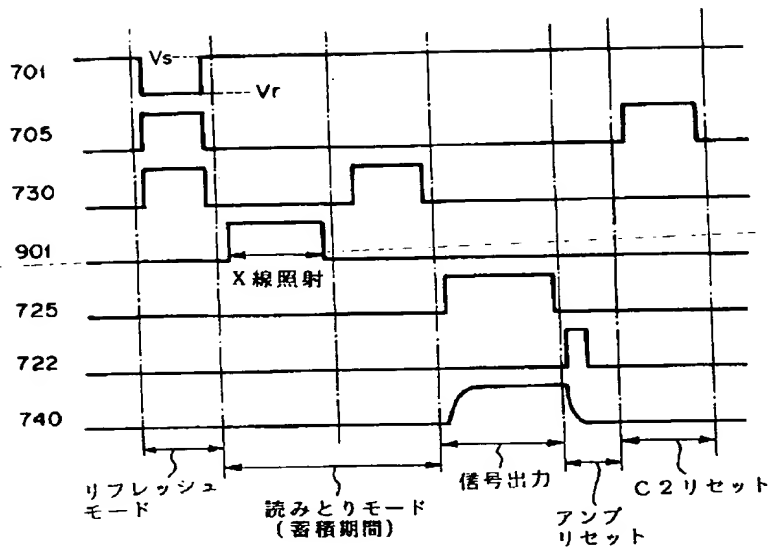 701
Vs
Vr
705
730
901
X線照射
725
722
740
リフレッシュ
モード
読みとりモード
(蓄積期間)
信号出力
アンプ
リセット
C2リセット